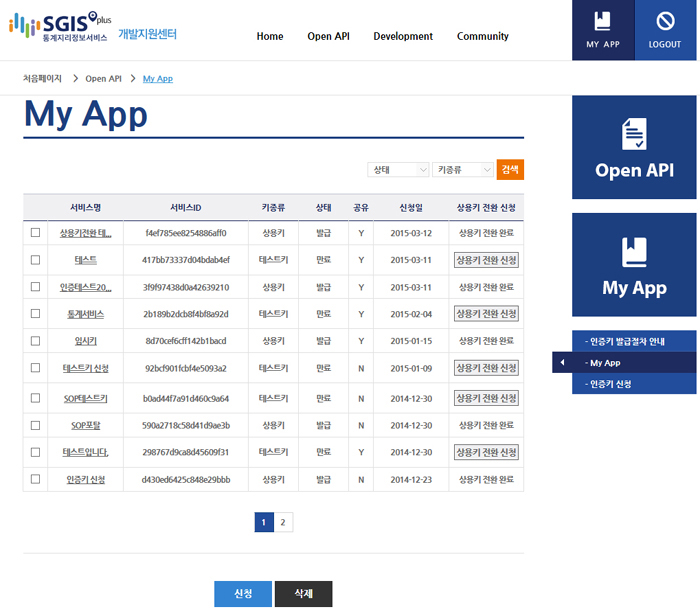 SGIS plus
통계지리정보서비스
개발지원센터
Home Open API Development Community
MY APP LOGOUT
처음페이지 > Open API > My App
My App
상태 키종류 검색
서비스명 서비스ID 키종류 상태 공유 신청일 상용키 전환 신청
상용키전환 테... f4ef785ee8254886aff0 상용키 발급 Y 2015-03-12 상용키 전환 완료
테스트 417bb73337d04bdab4ef 테스트키 만료 Y 2015-03-11 상용키 전환 신청
인증테스트20... 3f9f97438d0a42639210 상용키 발급 Y 2015-03-11 상용키 전환 완료
통계서비스 2b189b2dcb8f4bf8a92d 테스트키 만료 Y 2015-02-04 상용키 전환 신청
임시키 8d70cef6cff142b1bacd 상용키 발급 Y 2015-01-15 상용키 전환 완료
테스트키 신청 92bcf901fcbf4e5093a2 테스트키 만료 N 2015-01-09 상용키 전환 신청
SOP테스트키 b0ad44f7a91d460c9a64 테스트키 만료 N 2014-12-30 상용키 전환 신청
SOP포탈 590a2718c58d41d9ae3b 상용키 발급 N 2014-12-30 상용키 전환 완료
테스트입니다. 298767d9ca8d45609f31 테스트키 만료 Y 2014-12-30 상용키 전환 신청
인증키 신청 d430ed6425c848e29bbb 상용키 발급 N 2014-12-23 상용키 전환 완료
1 2
신청 삭제
Open API
My App
- 인증키 발급절차 안내
- My App
- 인증키 신청